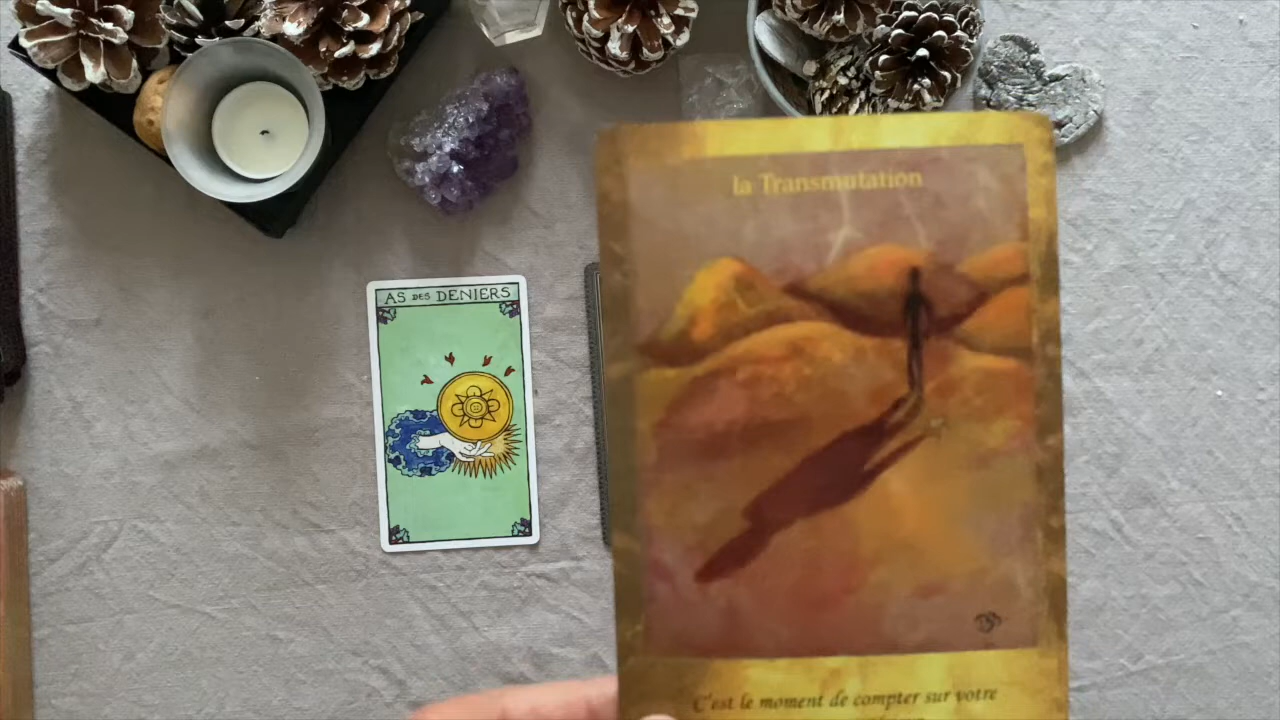 AS DES DENIERS
la Transmutation
C'est le moment de compter sur votre